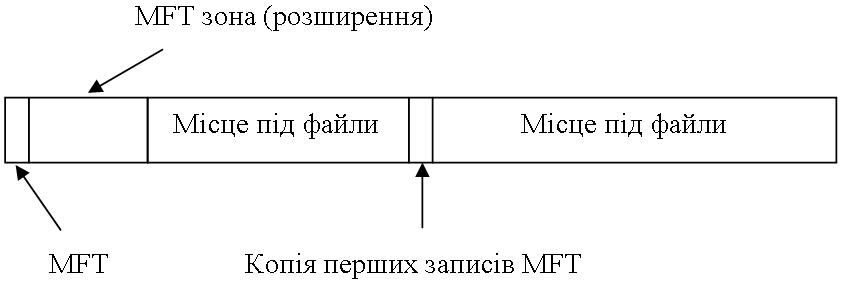 MFT зона (розширення)
Місце під файли
Місце під файли
MFT
Копія перших записів MFT